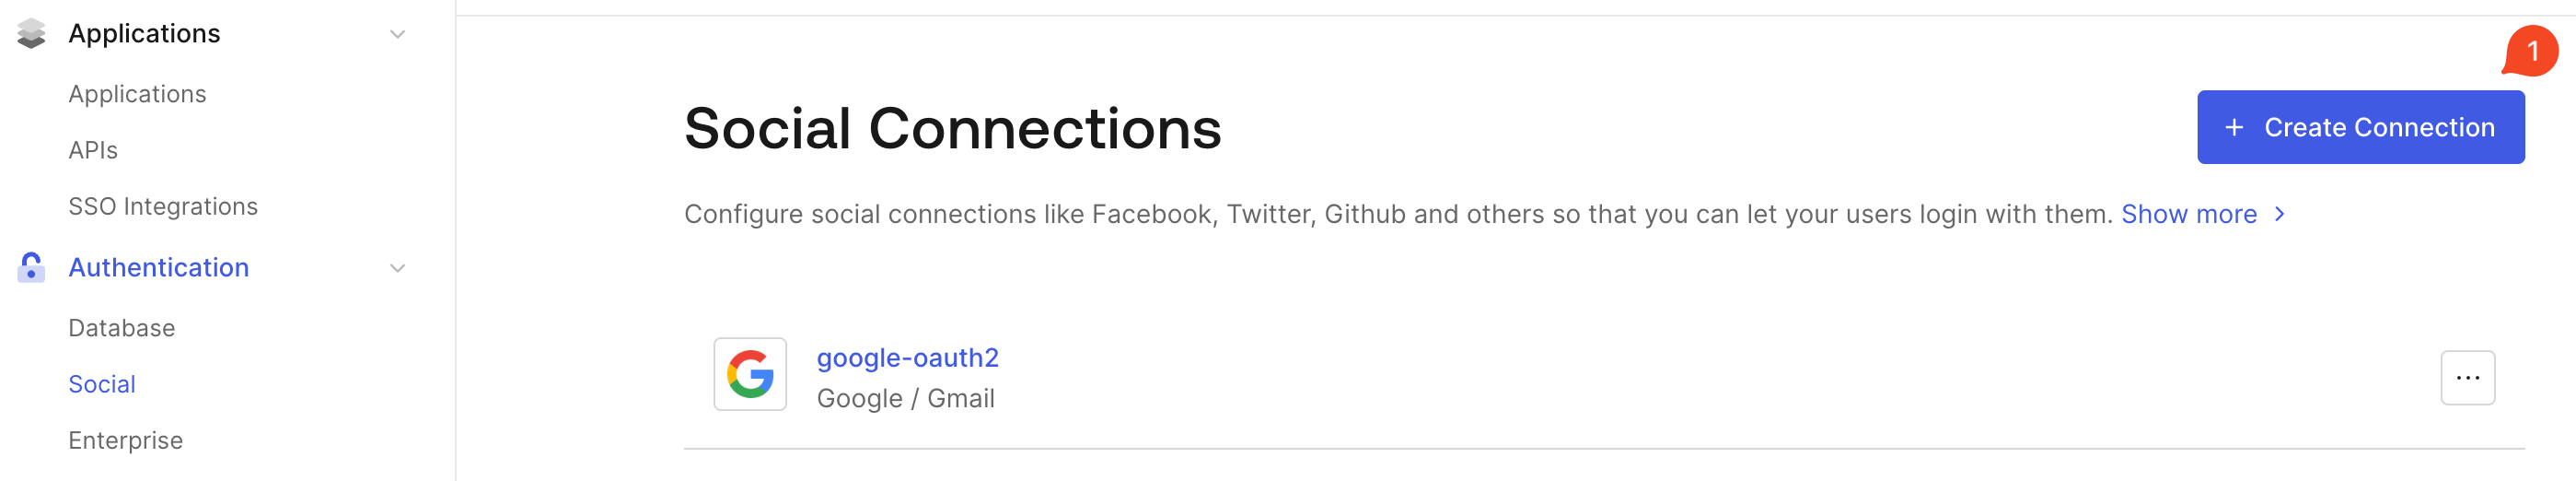 Applications
Applications
APIs
SSO Integrations
Authentication
Database
Social
Enterprise
1
Social Connections
+ Create Connection
Configure social connections like Facebook, Twitter, Github and others so that you can let your users login with them. Show more >
google-oauth2
Google / Gmail
...